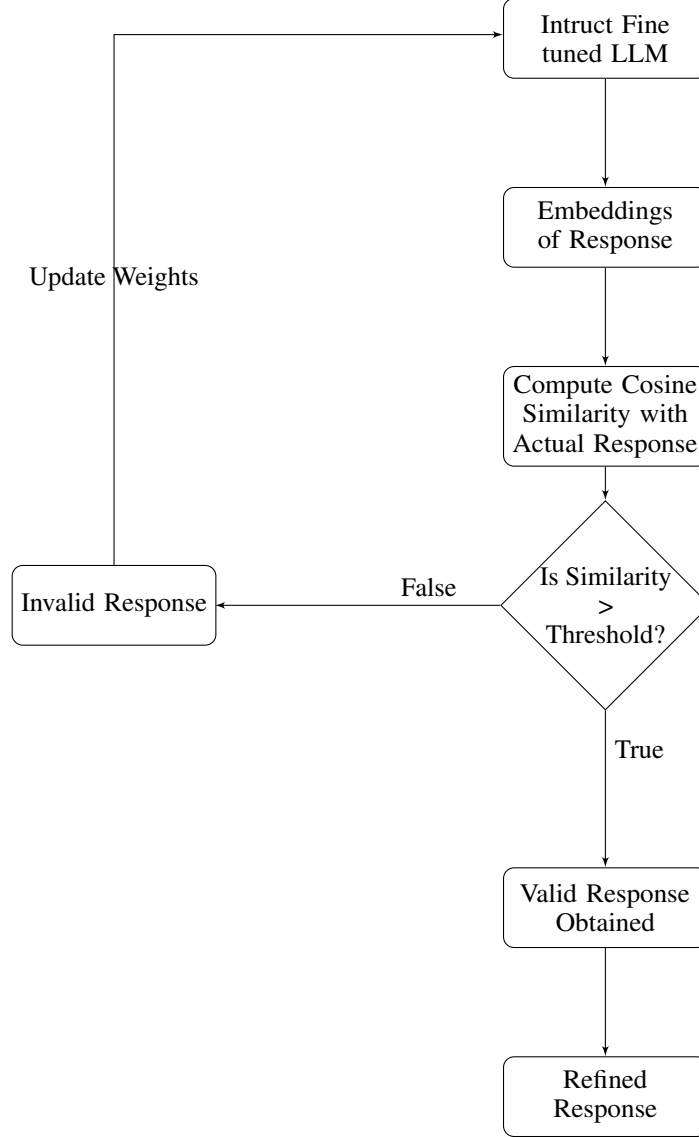 Intruct Fine
tuned LLM
Embeddings
of Response
Update Weights
Compute Cosine
Similarity with
Actual Response
Is Similarity
>
Threshold?
False
Invalid Response
True
Valid Response
Obtained
Refined
Response